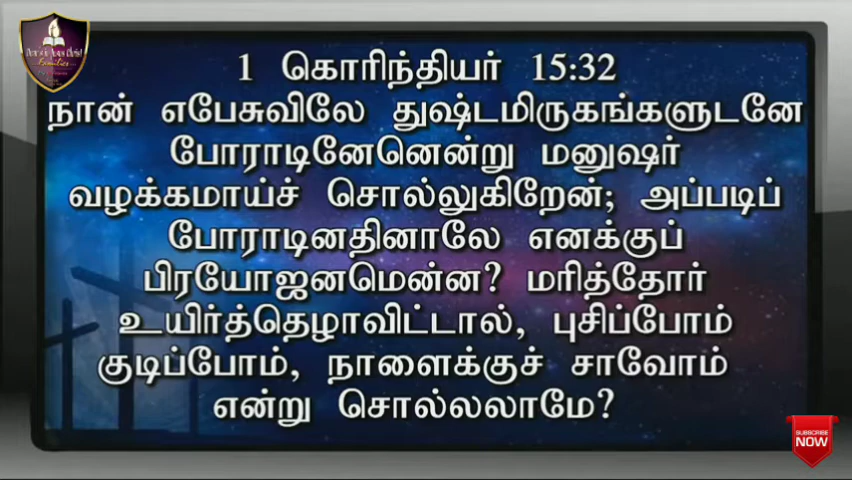 1 கொரிந்தியர் 15:32
நான் எபேசுவிலே துஷ்டமிருகங்களுடனே
போராடினேனென்று மனுஷர்
வழக்கமாய்ச் சொல்லுகிறேன்; அப்படிப்
போராடினதினாலே எனக்குப்
பிரயோஜனமென்ன? மரித்தோர்
உயிர்த்தெழாவிட்டால், புசிப்போம்
குடிப்போம், நாளைக்குச் சாவோம்
என்று சொல்லலாமே?
SUBSCRIBE
NOW